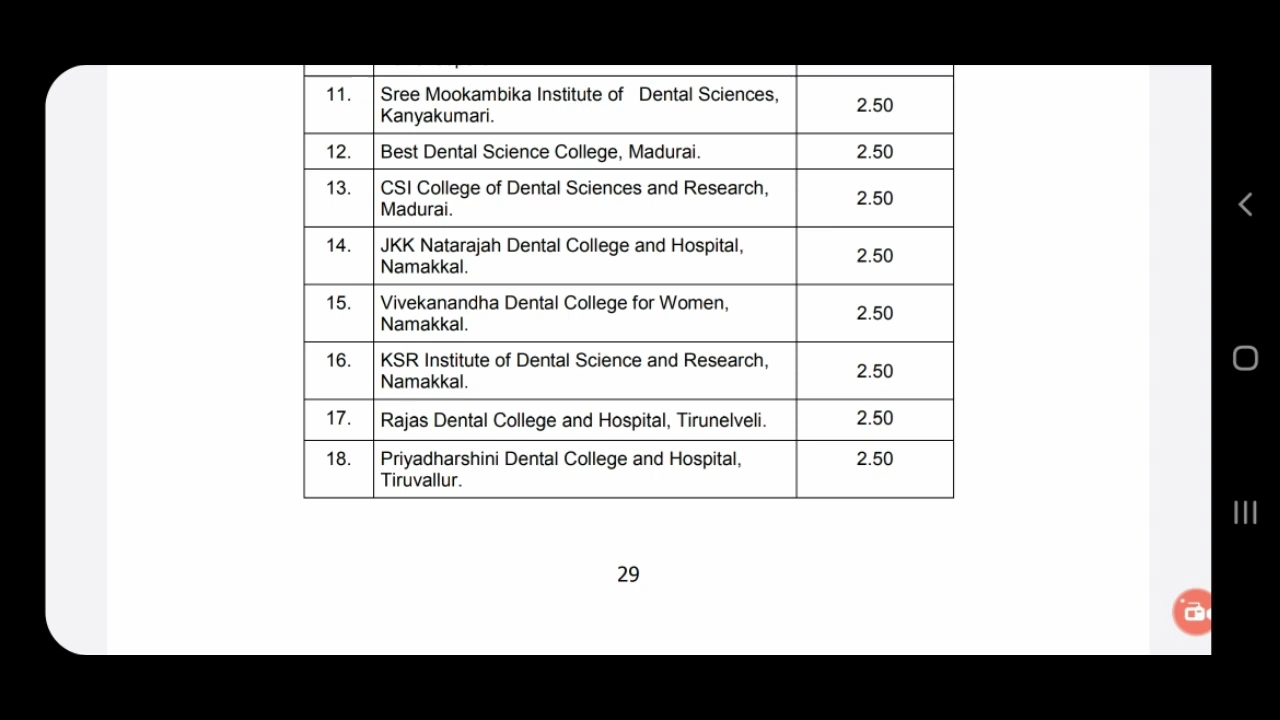 11. Sree Mookambika Institute of Dental Sciences, 2.50
Kanyakumari.
12. Best Dental Science College, Madurai. 2.50
13. CSI College of Dental Sciences and Research, 2.50
Madurai.
14. JKK Natarajah Dental College and Hospital, 2.50
Namakkal.
15. Vivekanandha Dental College for Women, 2.50
Namakkal.
16. KSR Institute of Dental Science and Research, 2.50
Namakkal.
17. Rajas Dental College and Hospital, Tirunelveli. 2.50
18. Priyadharshini Dental College and Hospital, 2.50
Tiruvallur.
29